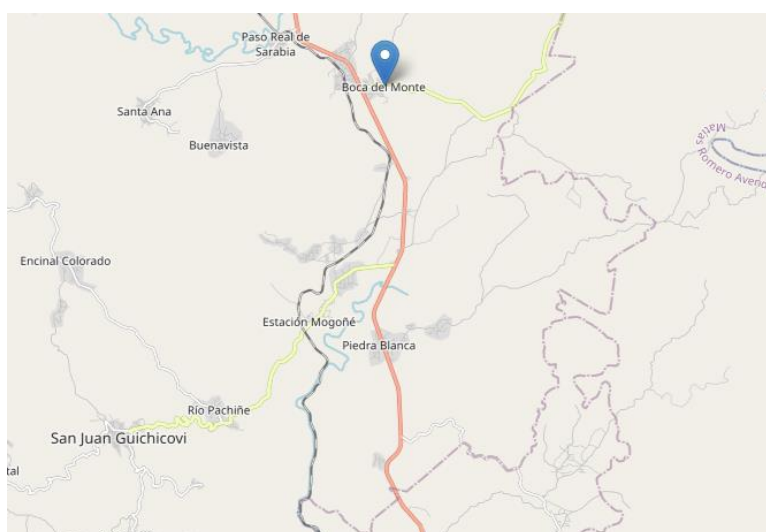 Paso Real de
Sarabia
Boca del Monte
Santa Ana
Buenavista
Matías Romero Aven
Encinal Colorado
Estación Mogoñé
Piedra Blanca
Río Pachiñe
San Juan Guichicovi
tal